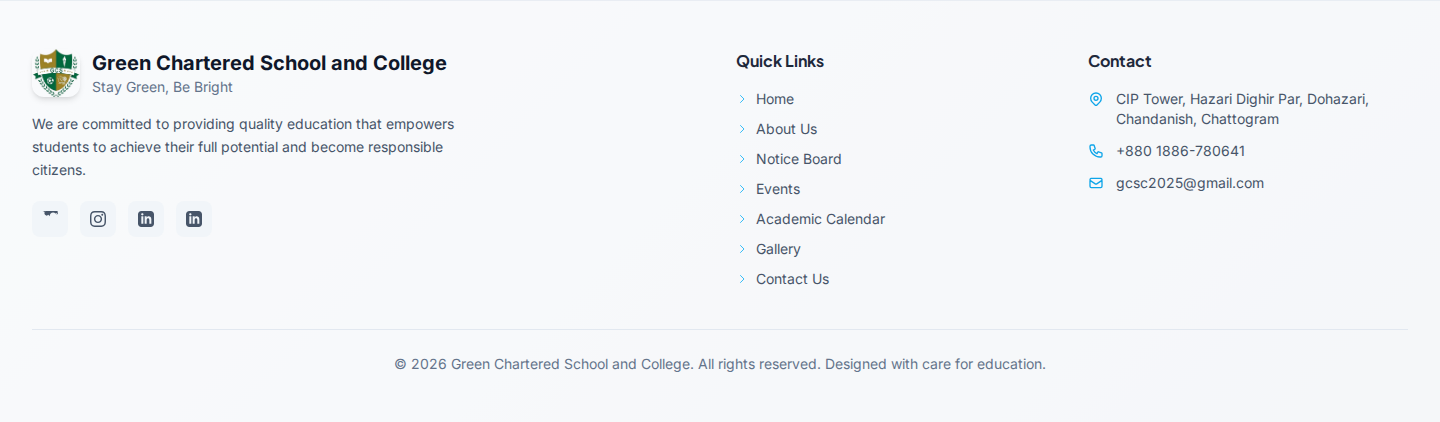 Green Chartered School and College
Stay Green, Be Bright
We are committed to providing quality education that empowers
students to achieve their full potential and become responsible
citizens.
in
in
Quick Links
Home
About Us
Notice Board
Events
Academic Calendar
Gallery
Contact Us
Contact
CIP Tower, Hazari Dighir Par, Dohazari,
Chandanish, Chattogram
+880 1886-780641
gcsc2025@gmail.com
© 2026 Green Chartered School and College. All rights reserved. Designed with care for education.